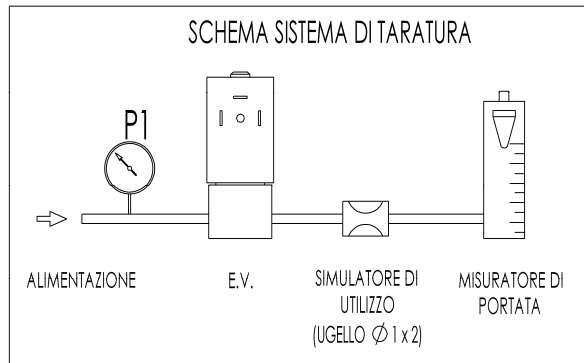 SCHEMA SISTEMA DI TARATURA
P1
ALIMENTAZIONE
E.V.
SIMULATORE DI
UTILIZZO
(UGELLO Ø 1 x 2)
MISURATORE DI
PORTATA